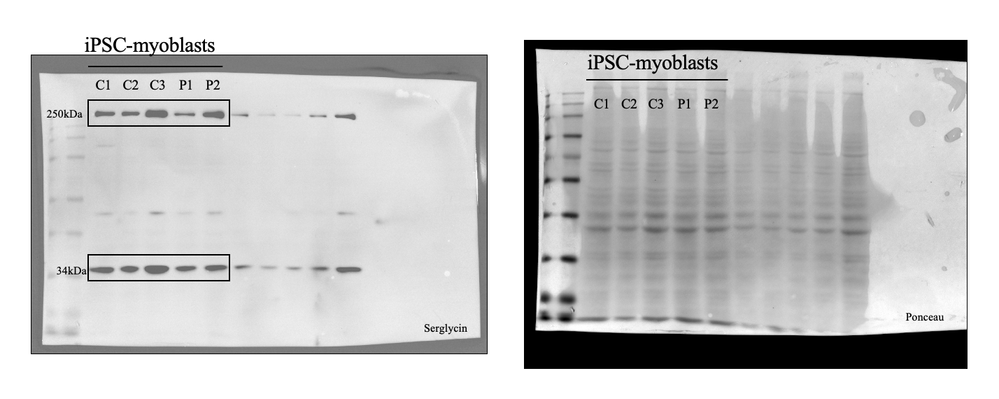 iPSC-myoblasts
C1 C2 C3 P1 P2
250kDa
34kDa
Serglycin
iPSC-myoblasts
C1 C2 C3 P1 P2
Ponceau